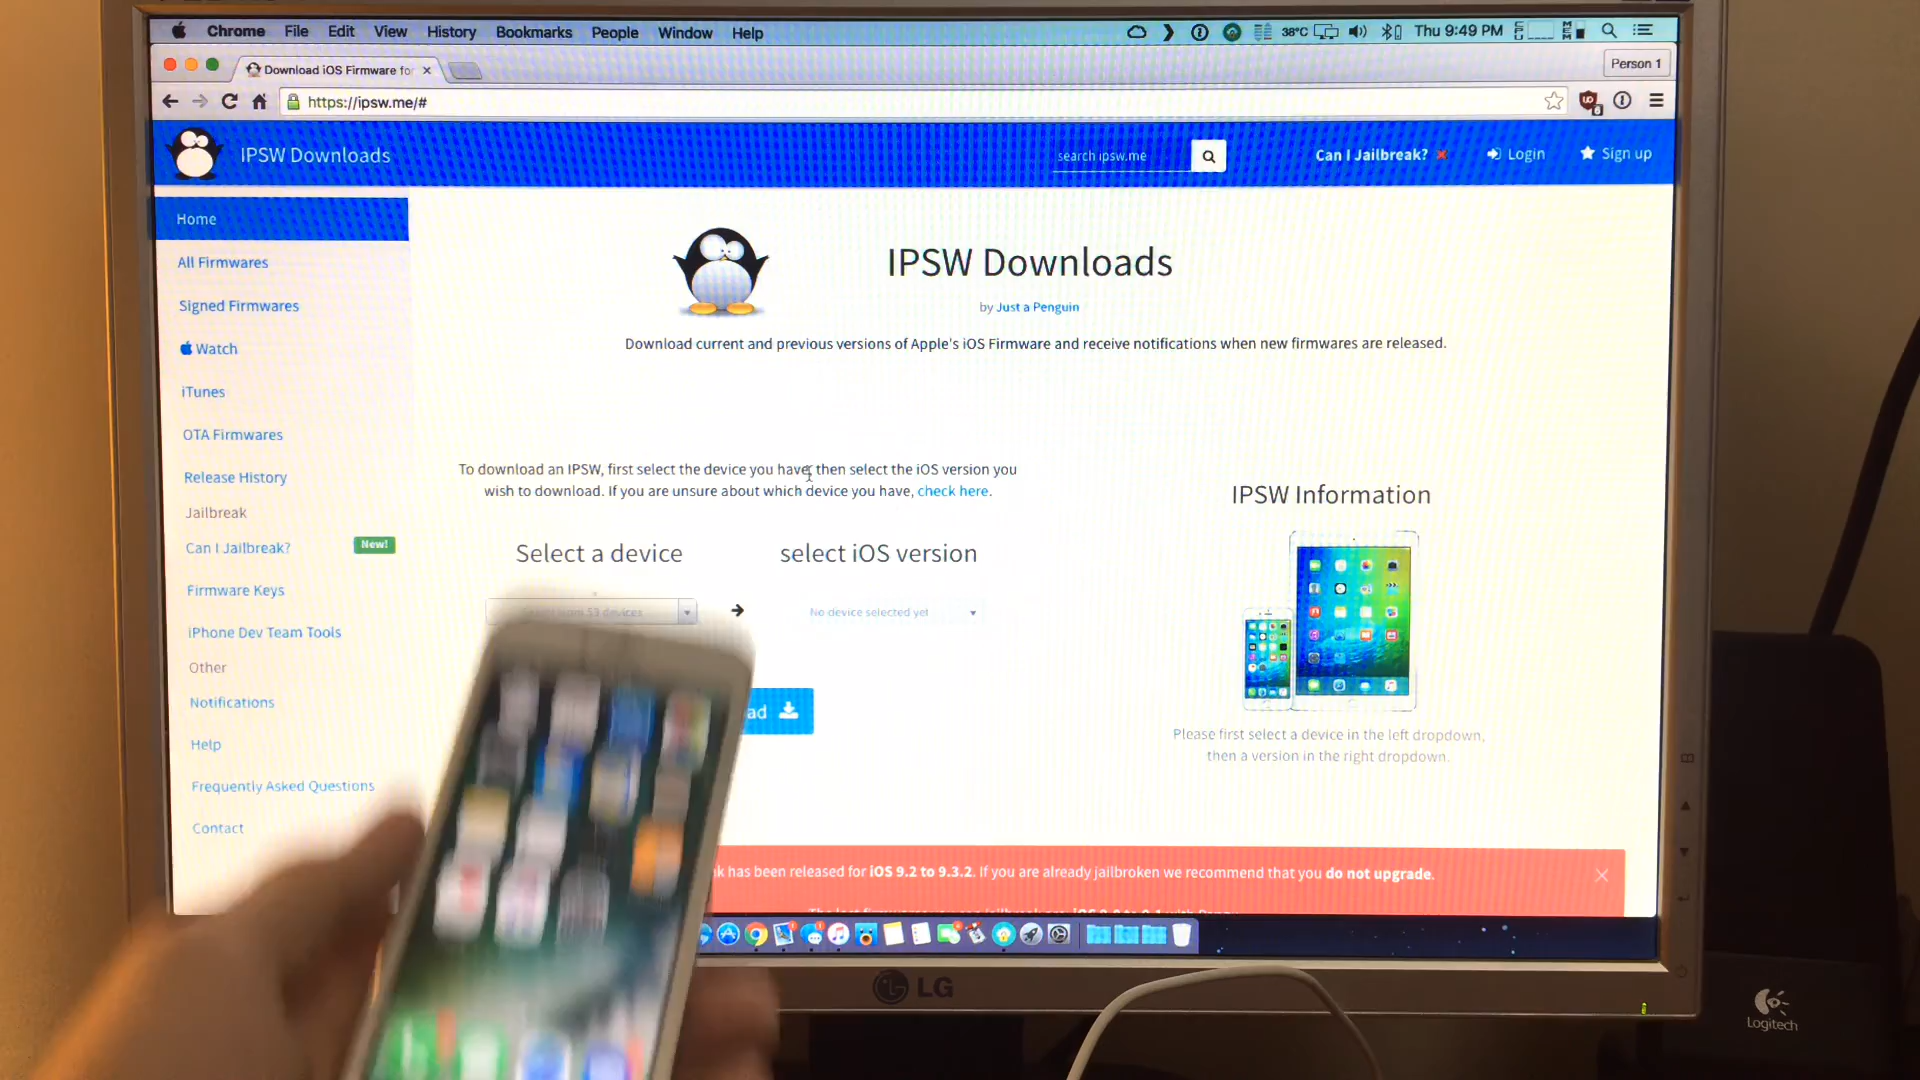 Chrome File Edit View History Bookmarks People Window Help 38°C Thu 9:49 PM
Download iOS Firmware for
Person 1
https://ipsw.me/#
IPSW Downloads
search ipsw.me
Can I Jailbreak?
Login
Sign up
Home
All Firmwares
Signed Firmwares
Watch
iTunes
OTA Firmwares
Release History
Jailbreak
Can I Jailbreak? New!
Firmware Keys
iPhone Dev Team Tools
Other
Notifications
Help
Frequently Asked Questions
Contact
IPSW Downloads
by Just a Penguin
Download current and previous versions of Apple's iOS Firmware and receive notifications when new firmwares are released.
To download an IPSW, first select the device you have, then select the iOS version you
wish to download. If you are unsure about which device you have, check here.
Select a device
select iOS version
53 devices
No device selected yet
ad
IPSW Information
Please first select a device in the left dropdown,
then a version in the right dropdown.
has been released for iOS 9.2 to 9.3.2. If you are already jailbroken we recommend that you do not upgrade.
LG
Logitech